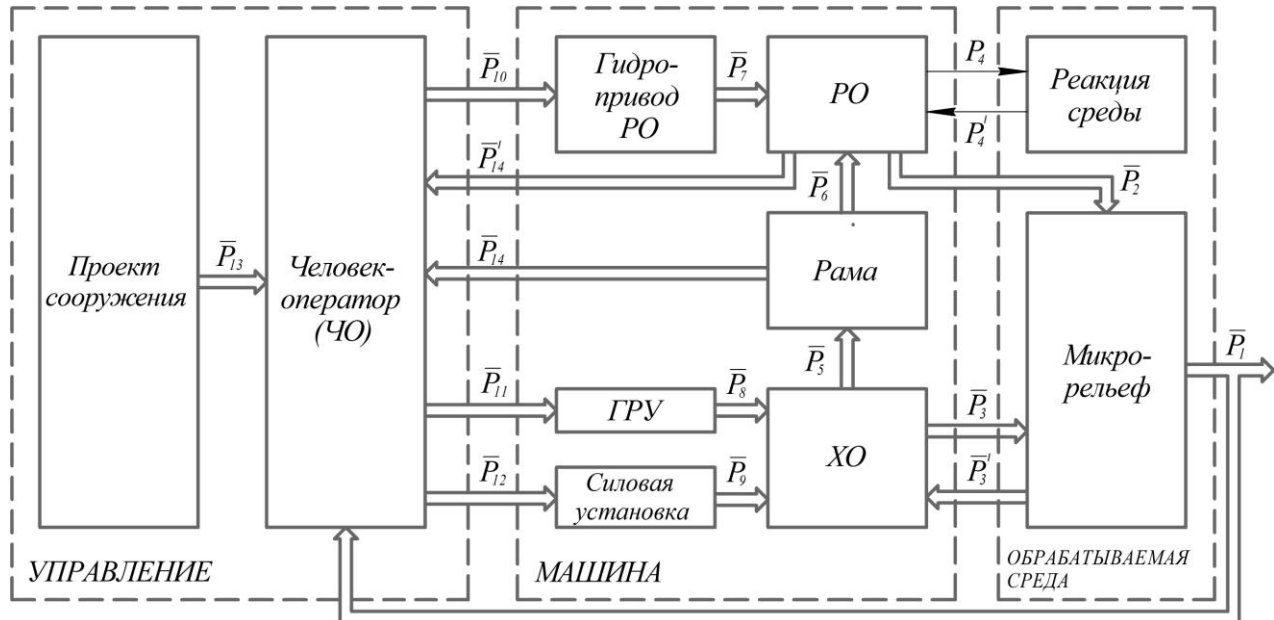 Проект
сооружения
P̅₁₃
Человек-
оператор
(ЧО)
P̅₁₀
Гидро-
привод
РО
P̅₇
РО
P₄
P₄'
Реакция
среды
P̅₁₄'
P̅₆
P̅₂
P̅₁₄
Рама
P̅₅
Микро-
рельеф
P̅₁
P̅₁₁
ГРУ
P̅₈
ХО
P̅₃
P̅₃'
P̅₁₂
Силовая
установка
P̅₉
УПРАВЛЕНИЕ
МАШИНА
ОБРАБАТЫВАЕМАЯ
СРЕДА